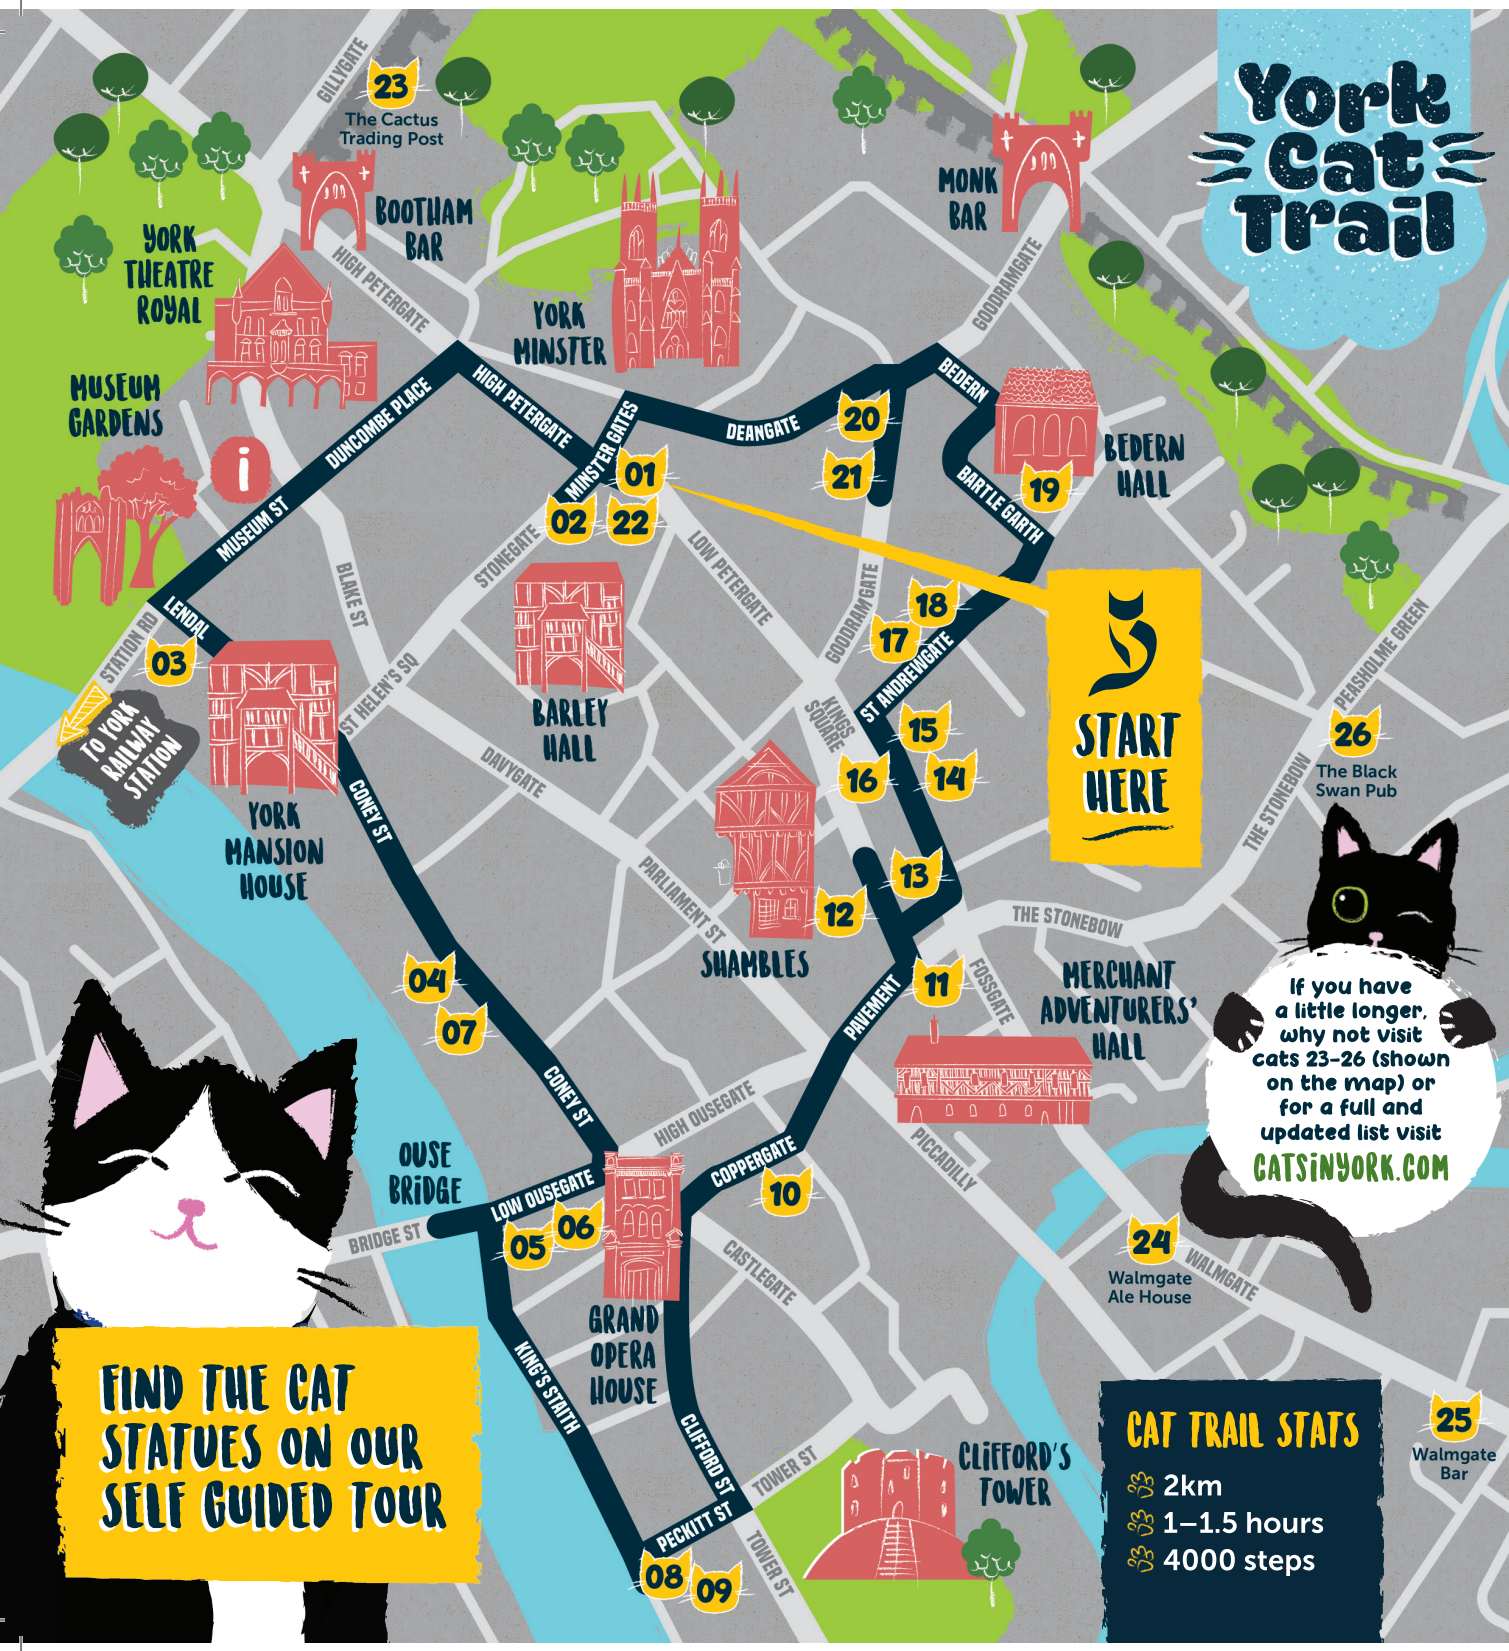 York
Cat
Trail
GILLYGATE
23
The Cactus
Trading Post
BOOTHAM
BAR
MONK
BAR
YORK
THEATRE
ROYAL
HIGH PETERGATE
GOODRAMGATE
YORK
MINSTER
MUSEUM
GARDENS
i
DUNCOMBE PLACE
HIGH PETERGATE
MINSTER GATES
DEANGATE
BEDERN
20
21
01
02
22
BEDERN
HALL
19
BARTLE GARTH
MUSEUM ST
STONEGATE
LOW PETERGATE
BLAKE ST
LENDAL
STATION RD
03
GOODRAMGATE
18
17
ST ANDREWGATE
START
HERE
PEASHOLME GREEN
26
The Black
Swan Pub
TO YORK
RAILWAY
STATION
ST HELEN'S SQ
BARLEY
HALL
KINGS
SQUARE
15
16
14
DAVYGATE
THE STONEBOW
YORK
MANSION
HOUSE
CONEY ST
PARLIAMENT ST
13
12
SHAMBLES
THE STONEBOW
04
07
11
FOSSGATE
PAVEMENT
MERCHANT
ADVENTURERS'
HALL
If you have
a little longer,
why not visit
cats 23-26 (shown
on the map) or
for a full and
updated list visit
CATSINYORK.COM
CONEY ST
HIGH OUSEGATE
COPPERGATE
PICCADILLY
OUSE
BRIDGE
LOW OUSEGATE
BRIDGE ST
05
06
10
24
Walmgate
Ale House
WALMGATE
CASTLEGATE
GRAND
OPERA
HOUSE
KING'S STAITH
FIND THE CAT
STATUES ON OUR
SELF GUIDED TOUR
CLIFFORD ST
TOWER ST
CLIFFORD'S
TOWER
PECKITT ST
08
09
TOWER ST
CAT TRAIL STATS
2km
1–1.5 hours
4000 steps
25
Walmgate
Bar